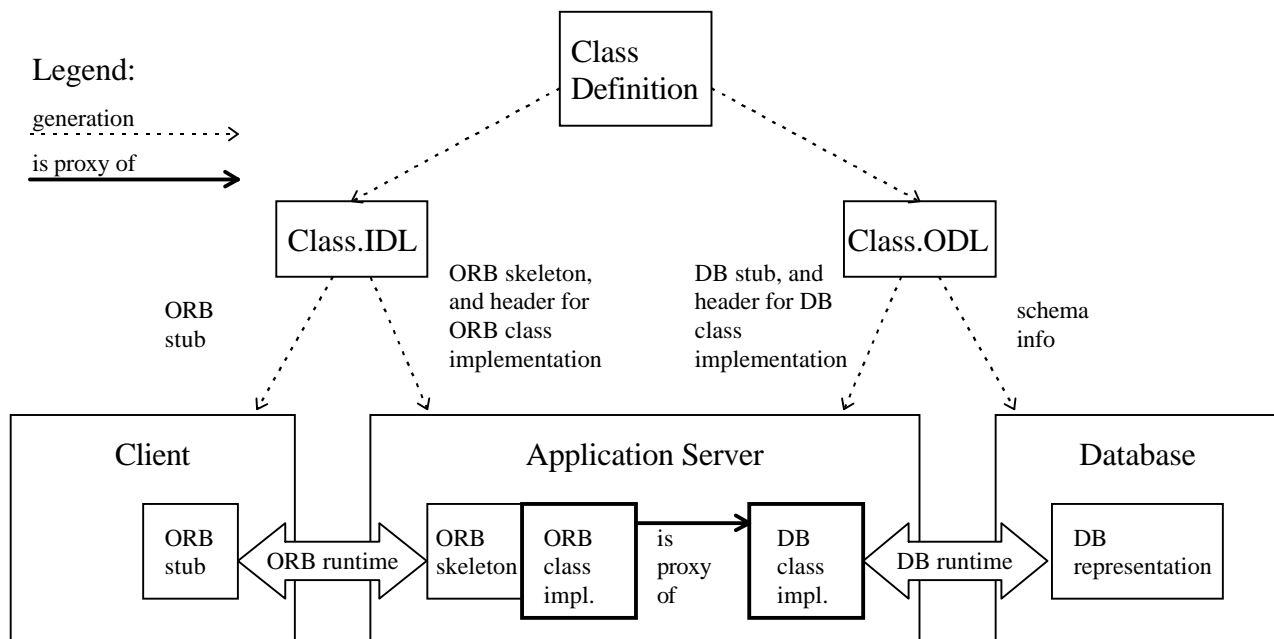 Class
Definition
Legend:
generation
is proxy of
Class.IDL
Class.ODL
ORB
stub
ORB skeleton,
and header for
ORB class
implementation
DB stub, and
header for DB
class
implementation
schema
info
Client
Application Server
Database
ORB
stub
ORB runtime
ORB
skeleton
ORB
class
impl.
is
proxy
of
DB
class
impl.
DB runtime
DB
representation